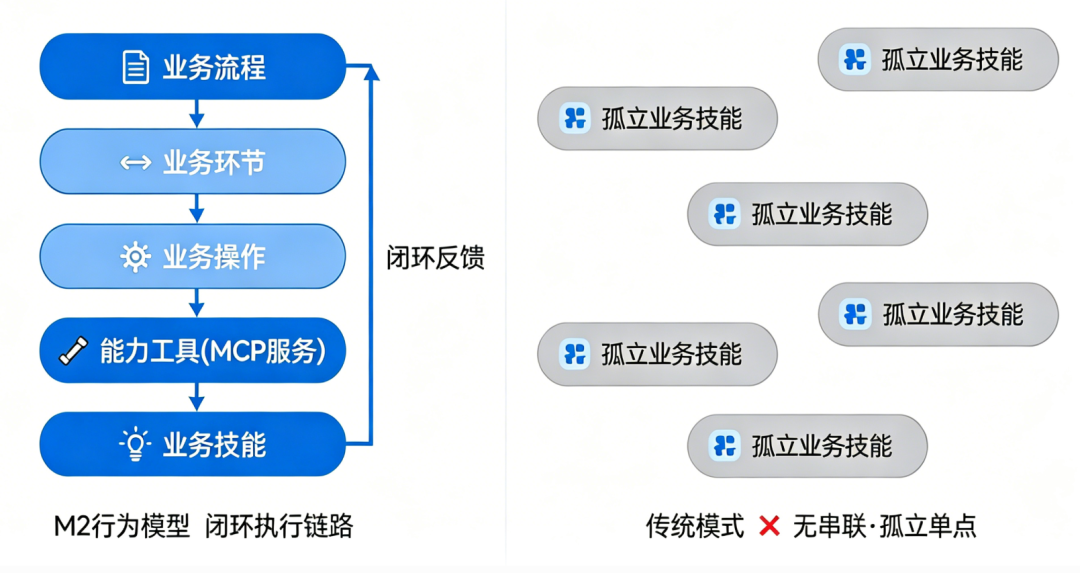 业务流程
业务环节
业务操作
能力工具(MCP服务)
业务技能
闭环反馈
M2行为模型 闭环执行链路
孤立业务技能
孤立业务技能
孤立业务技能
孤立业务技能
孤立业务技能
孤立业务技能
传统模式 ❌ 无串联·孤立单点